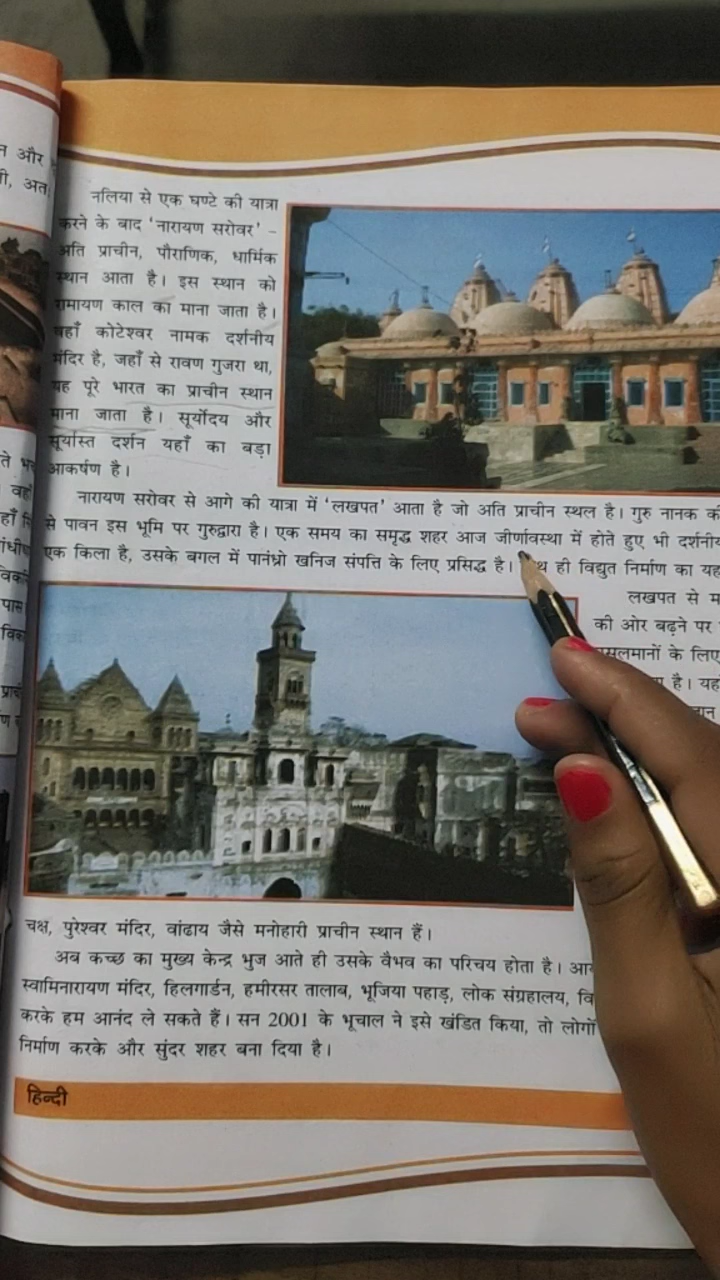 न और
नलिया से एक घण्टे की यात्रा
करने के बाद 'नारायण सरोवर' -
अति प्राचीन, पौराणिक, धार्मिक
स्थान आता है। इस स्थान को
रामायण काल का माना जाता है।
वहाँ कोटेश्वर नामक दर्शनीय
मंदिर है, जहाँ से रावण गुजरा था,
यह पूरे भारत का प्राचीन स्थान
माना जाता है। सूर्योदय और
सूर्यास्त दर्शन यहाँ का बड़ा
आकर्षण है।
नारायण सरोवर से आगे की यात्रा में 'लखपत' आता है जो अति प्राचीन स्थल है। गुरु नानक
से पावन इस भूमि पर गुरुद्वारा है। एक समय का समृद्ध शहर आज जीर्णावस्था में होते हुए भी दर्शनीय
एक किला है, उसके बगल में पानंध्रो खनिज संपत्ति के लिए प्रसिद्ध है। ही विद्युत निर्माण का यह
लखपत से
की ओर बढ़ने पर
के लिए
है। यह
चक्ष, पुरेश्वर मंदिर, वांढाय जैसे मनोहारी प्राचीन स्थान हैं।
अब कच्छ का मुख्य केन्द्र भुज आते ही उसके वैभव का परिचय होता है।
स्वामिनारायण मंदिर, हिलगार्डन, हमीरसर तालाब, भूजिया पहाड़, लोक संग्रहालय,
करके हम आनंद ले सकते हैं। सन 2001 के भूचाल ने इसे खंडित किया, तो लोगों
निर्माण करके और सुंदर शहर बना दिया है।
हिन्दी